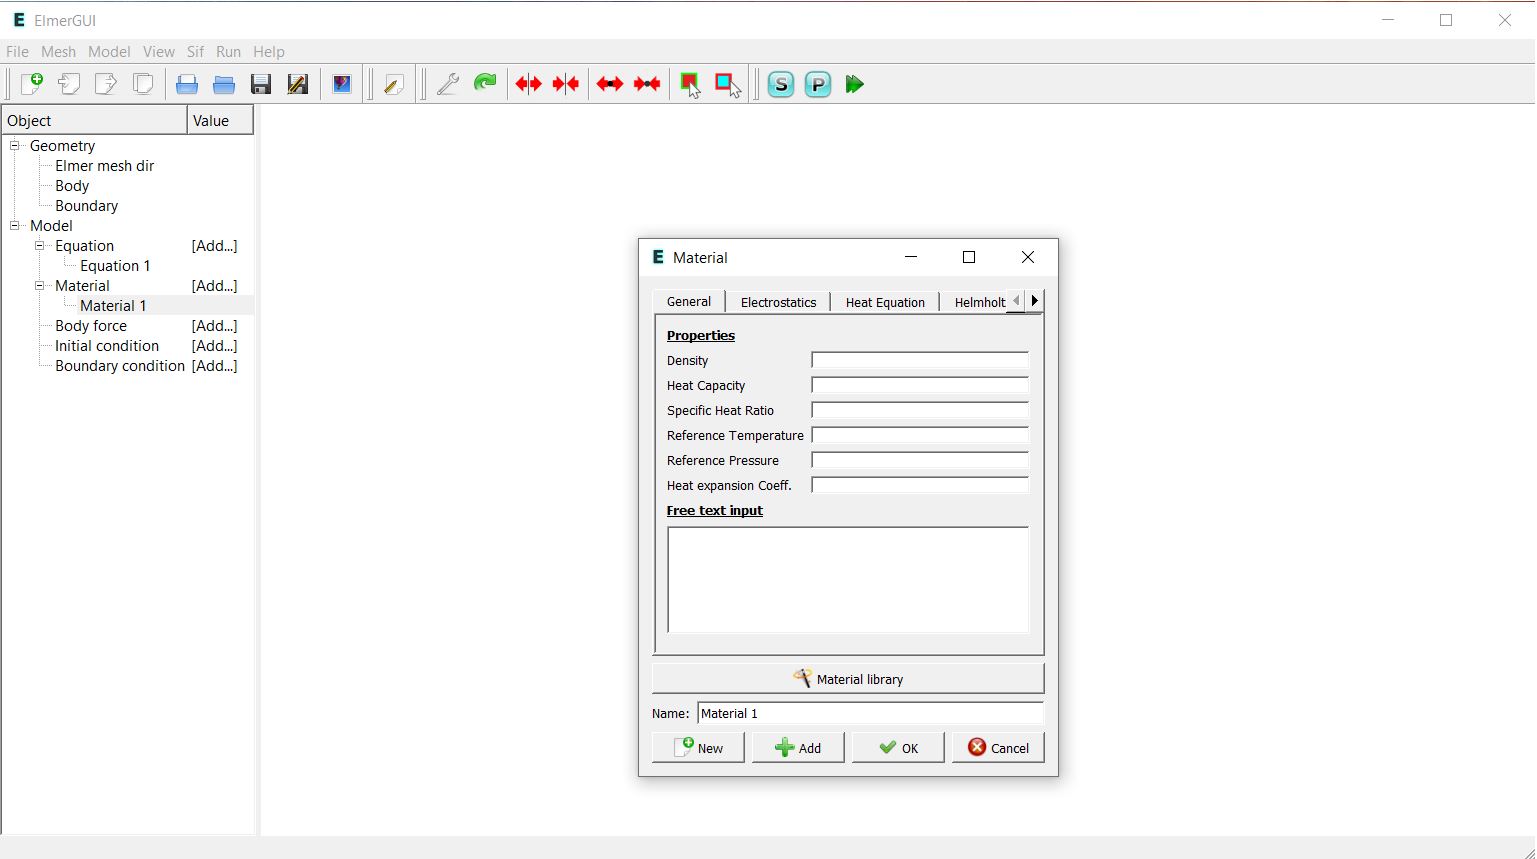 E ElmerGUI
File Mesh Model View Sif Run Help
S P
Object Value
Geometry
Elmer mesh dir
Body
Boundary
Model
Equation [Add...]
Equation 1
Material [Add...]
Material 1
Body force [Add...]
Initial condition [Add...]
Boundary condition [Add...]
E Material
General Electrostatics Heat Equation Helmholt
Properties
Density
Heat Capacity
Specific Heat Ratio
Reference Temperature
Reference Pressure
Heat expansion Coeff.
Free text input
Material library
Name: Material 1
New Add OK Cancel